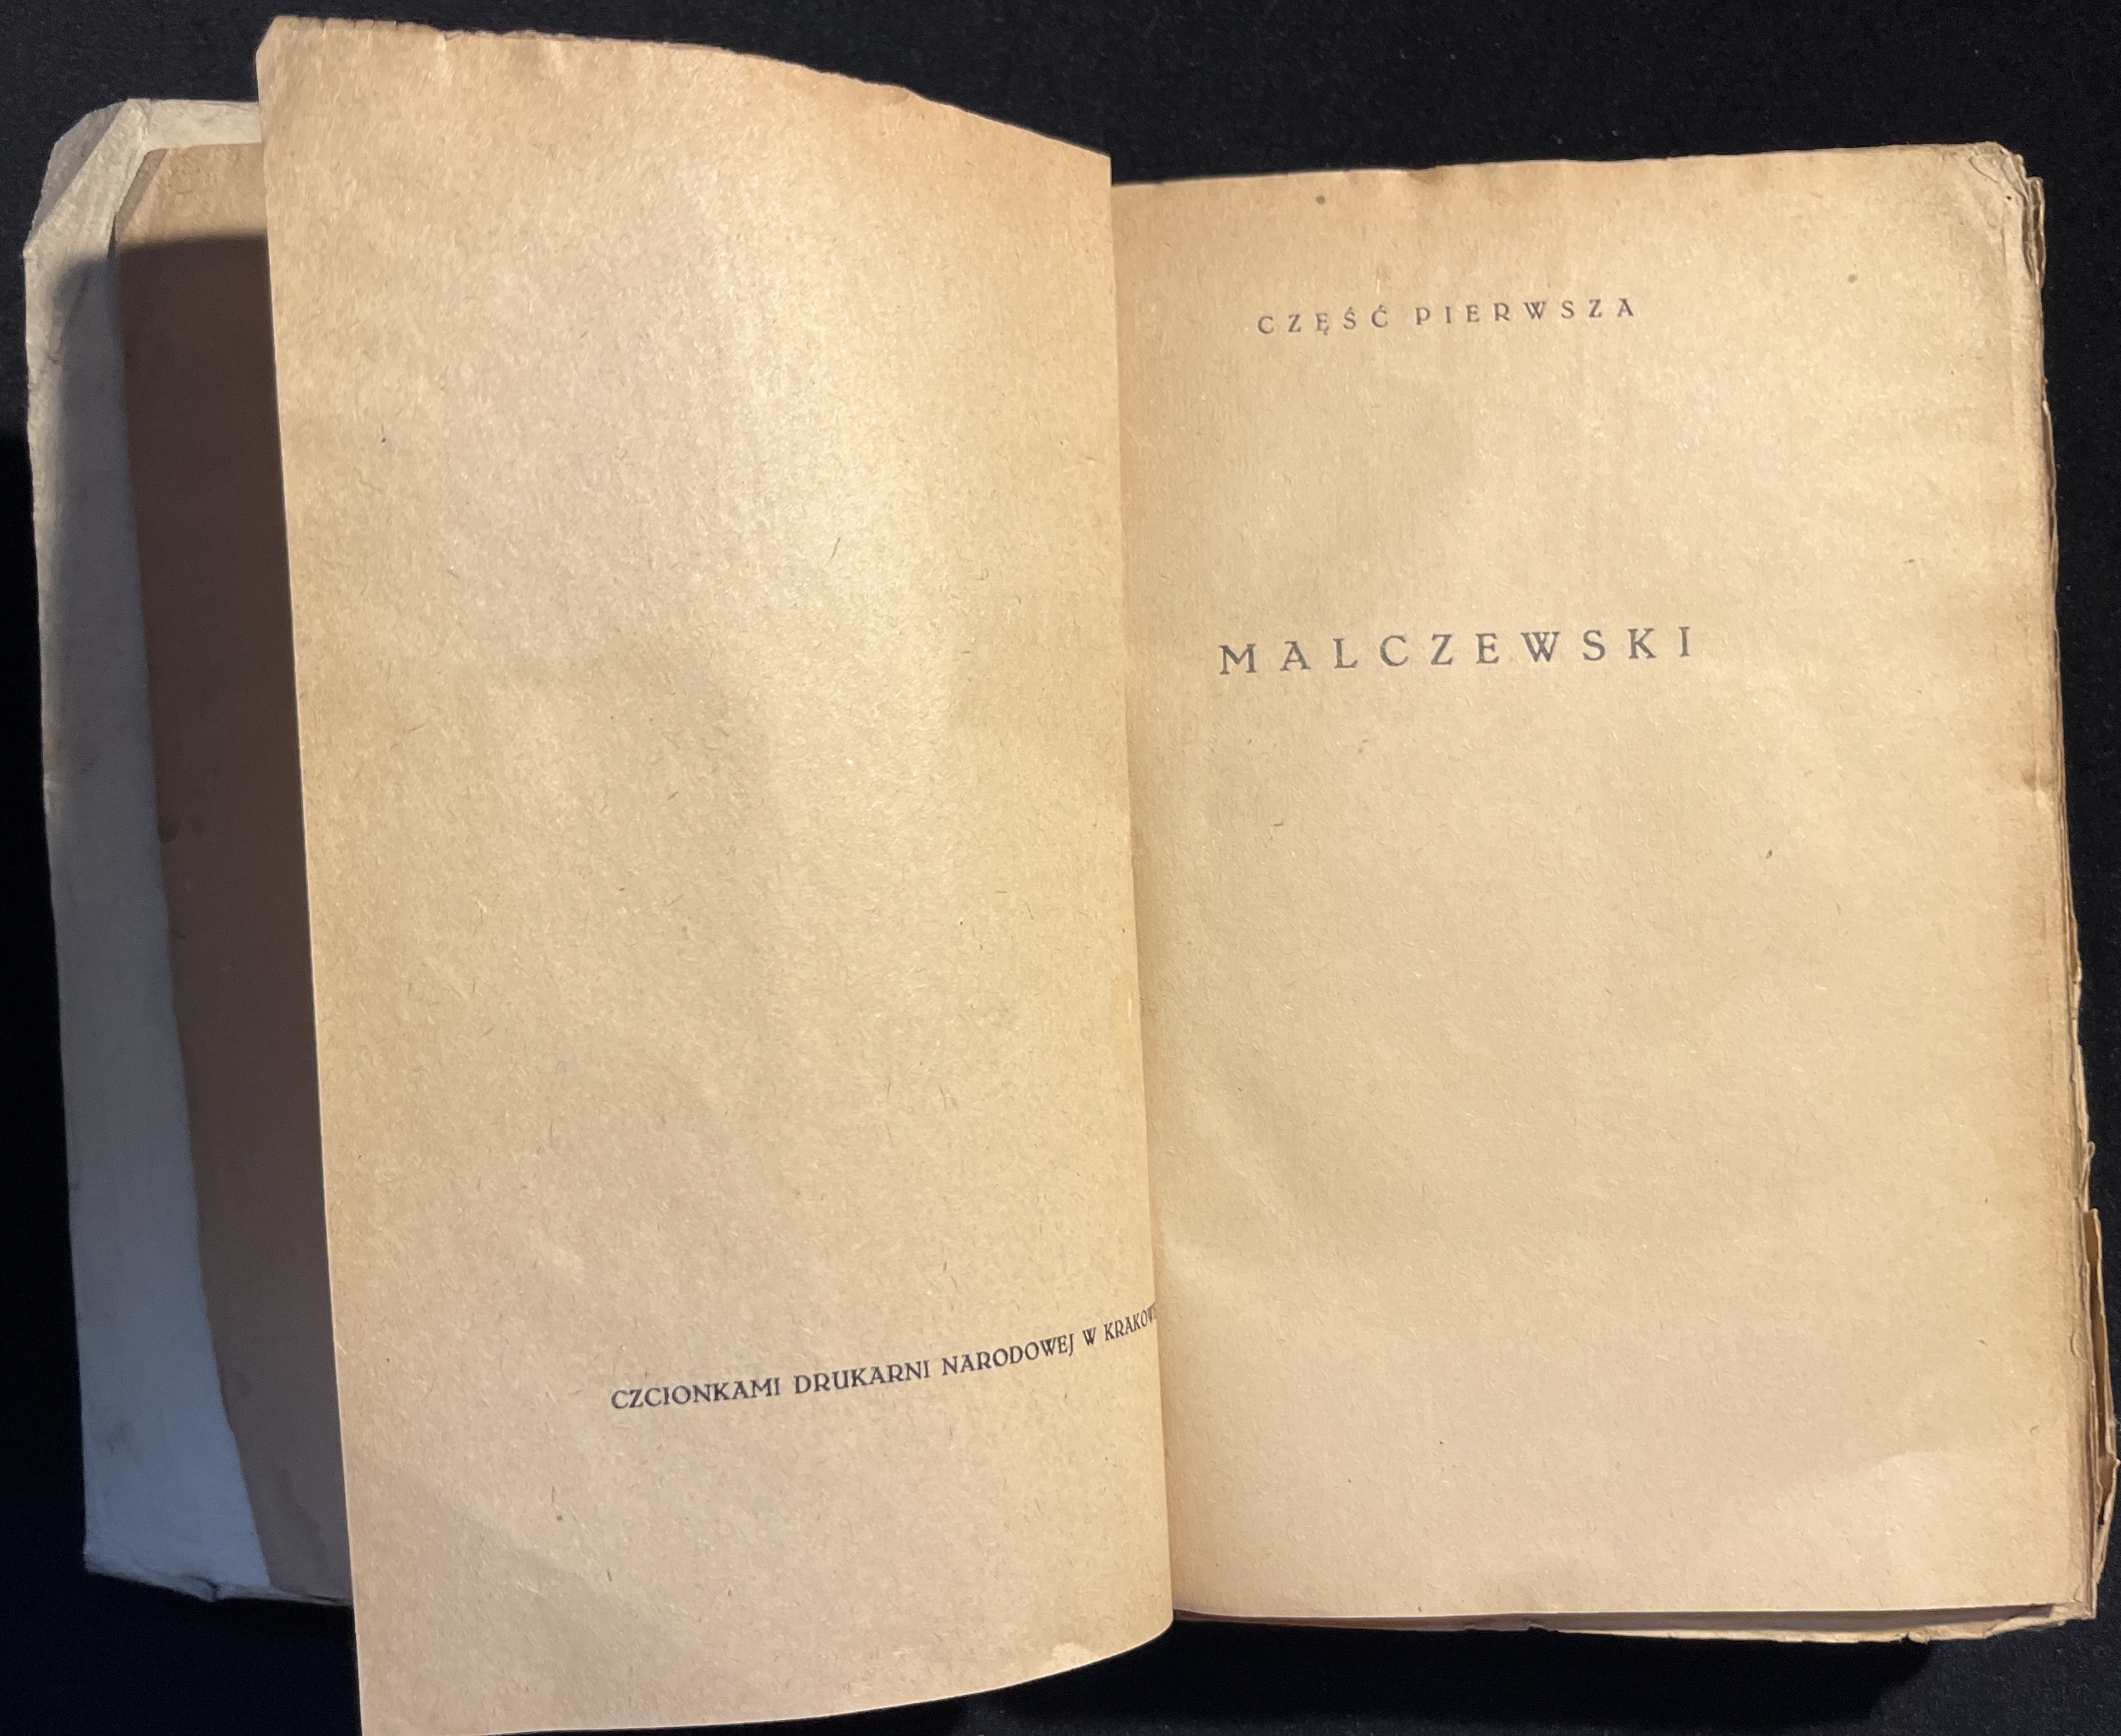 CZCIONKAMI DRUKARNI NARODOWEJ W
CZĘŚĆ PIERWSZA
MALCZEWSKI